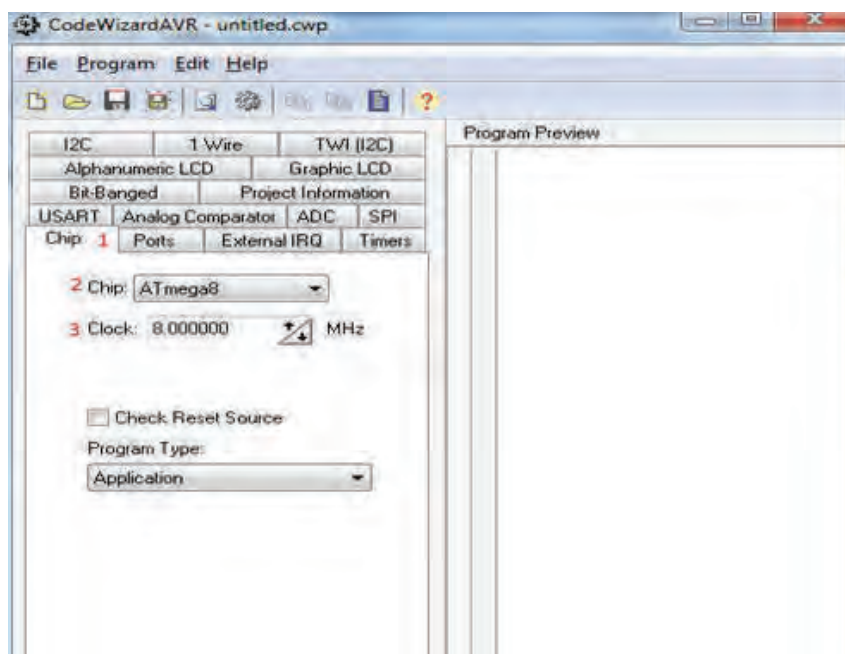 CodeWizardAVR - untitled.cwp
File Program Edit Help
I2C 1 Wire TWI (I2C)
Alphanumeric LCD Graphic LCD
Bit-Banged Project Information
USART Analog Comparator ADC SPI
Chip 1 Ports External IRQ Timers
2 Chip: ATmega8
3 Clock: 8.000000 MHz
Check Reset Source
Program Type:
Application
Program Preview